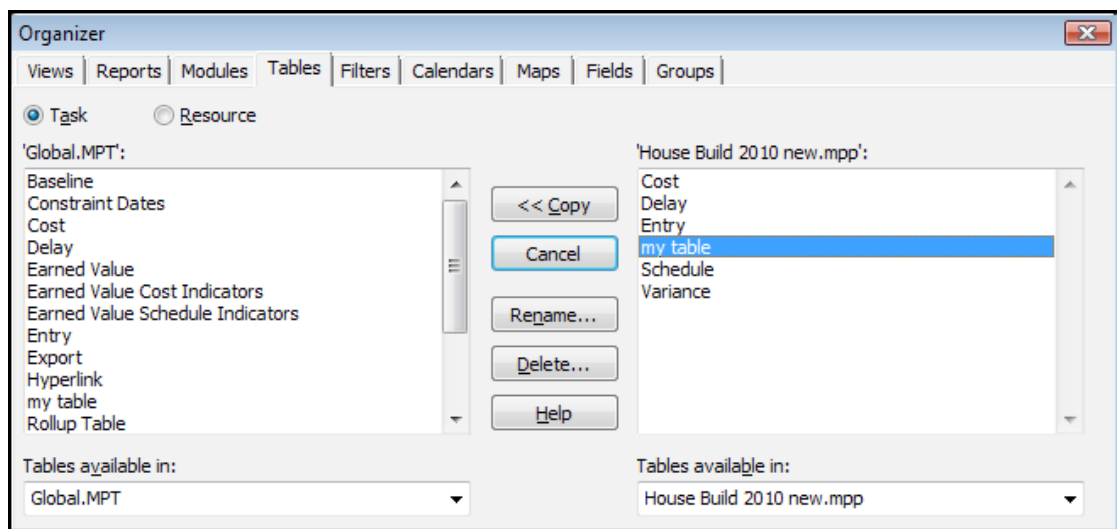 Organizer
Views Reports Modules Tables Filters Calendars Maps Fields Groups
Task Resource
'Global.MPT':
Baseline
Constraint Dates
Cost
Delay
Earned Value
Earned Value Cost Indicators
Earned Value Schedule Indicators
Entry
Export
Hyperlink
my table
Rollup Table
<< Copy
Cancel
Rename...
Delete...
Help
'House Build 2010 new.mpp':
Cost
Delay
Entry
my table
Schedule
Variance
Tables available in:
Global.MPT
Tables available in:
House Build 2010 new.mpp